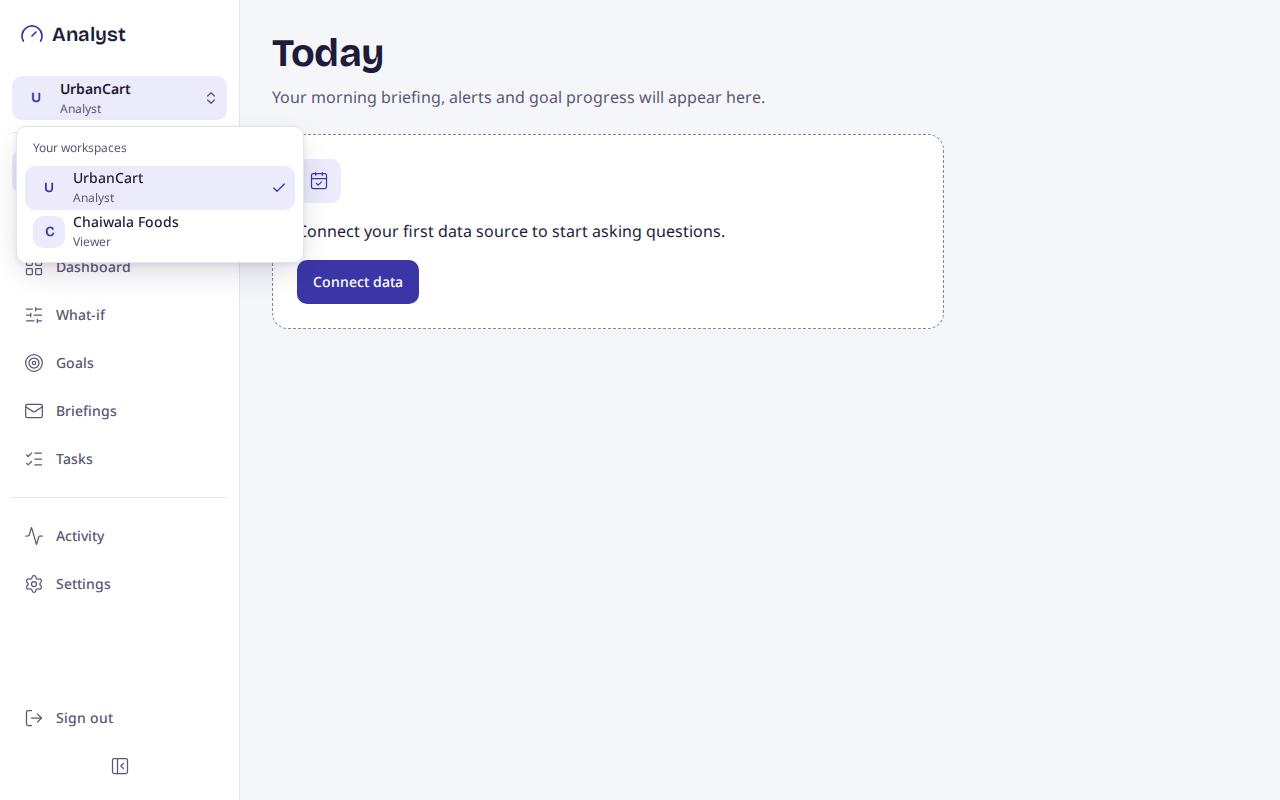 Analyst
U
UrbanCart
Analyst
Your workspaces
U
UrbanCart
Analyst
C
Chaiwala Foods
Viewer
Dashboard
What-if
Goals
Briefings
Tasks
Activity
Settings
Sign out
Today
Your morning briefing, alerts and goal progress will appear here.
Connect your first data source to start asking questions.
Connect data